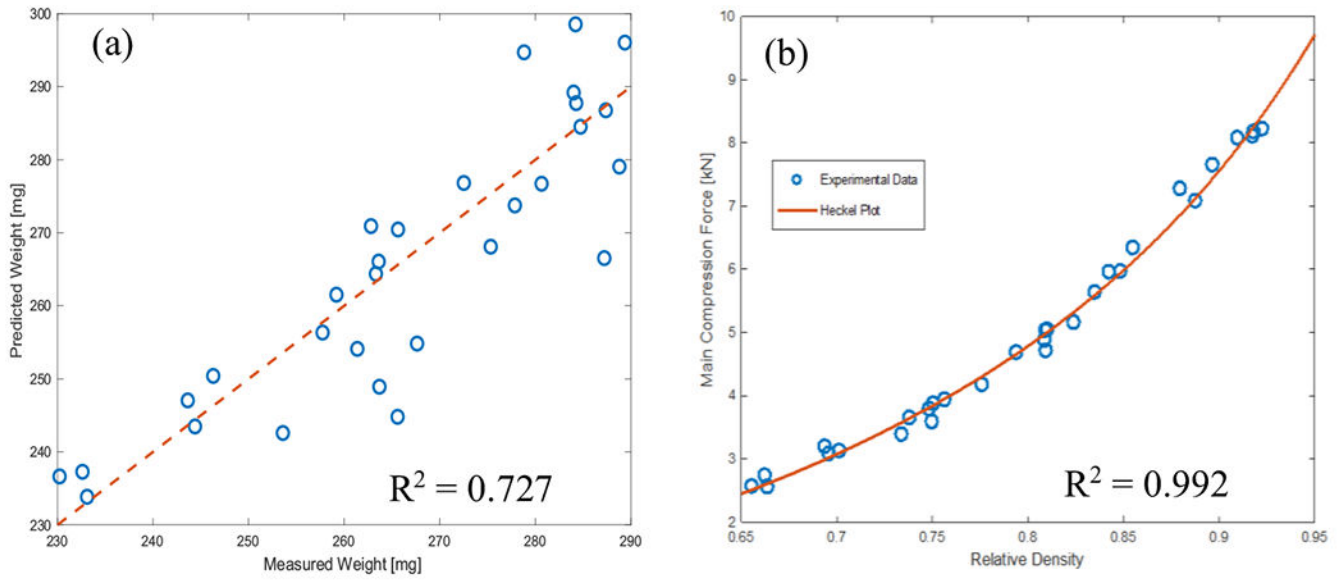 (a)
300
290
280
270
260
250
240
230
Predicted Weight [mg]
230 240 250 260 270 280 290
Measured Weight [mg]
R² = 0.727
(b)
10
9
8
7
6
5
4
3
2
Main Compression Force [kN]
Experimental Data
Heckel Plot
R² = 0.992
0.65 0.7 0.75 0.8 0.85 0.9 0.95
Relative Density